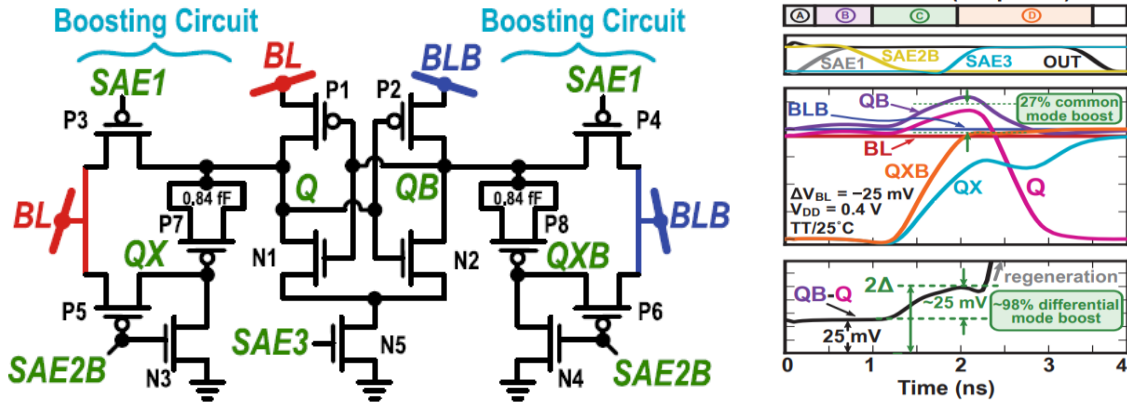 Boosting Circuit
BL
BLB
Boosting Circuit
SAE1
P1
P2
SAE1
P3
P4
Q
QB
0.84 fF
0.84 fF
BL
P7
P8
BLB
QX
N1
N2
QXB
P5
P6
SAE3
N5
SAE2B
N3
N4
SAE2B
A
B
C
D
SAE1
SAE2B
SAE3
OUT
QB
27% common
mode boost
BLB
BL
QXB
QX
Q
ΔVBL = −25 mV
VDD = 0.4 V
TT/25°C
regeneration
QB-Q
2Δ
~25 mV
~98% differential
mode boost
25 mV
0
1
2
3
4
Time (ns)